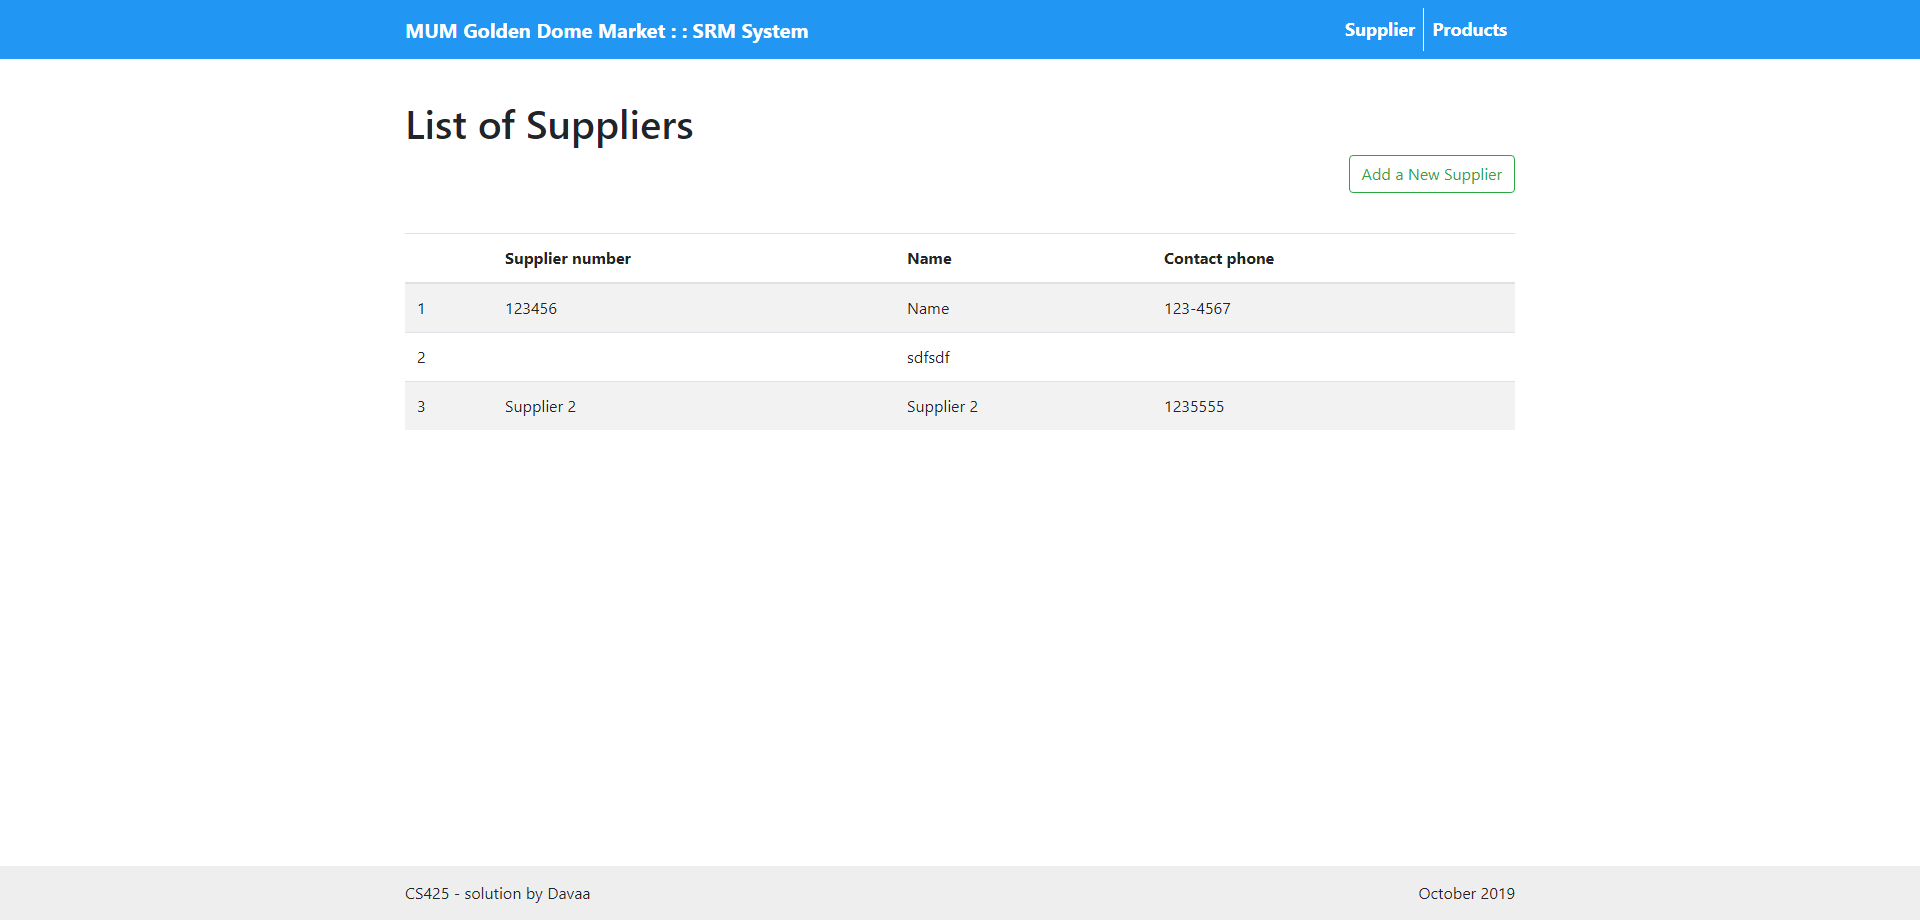 MUM Golden Dome Market : : SRM System Supplier Products
List of Suppliers
Add a New Supplier
Supplier number Name Contact phone
1 123456 Name 123-4567
2 sdfsdf
3 Supplier 2 Supplier 2 1235555
CS425 - solution by Davaa October 2019